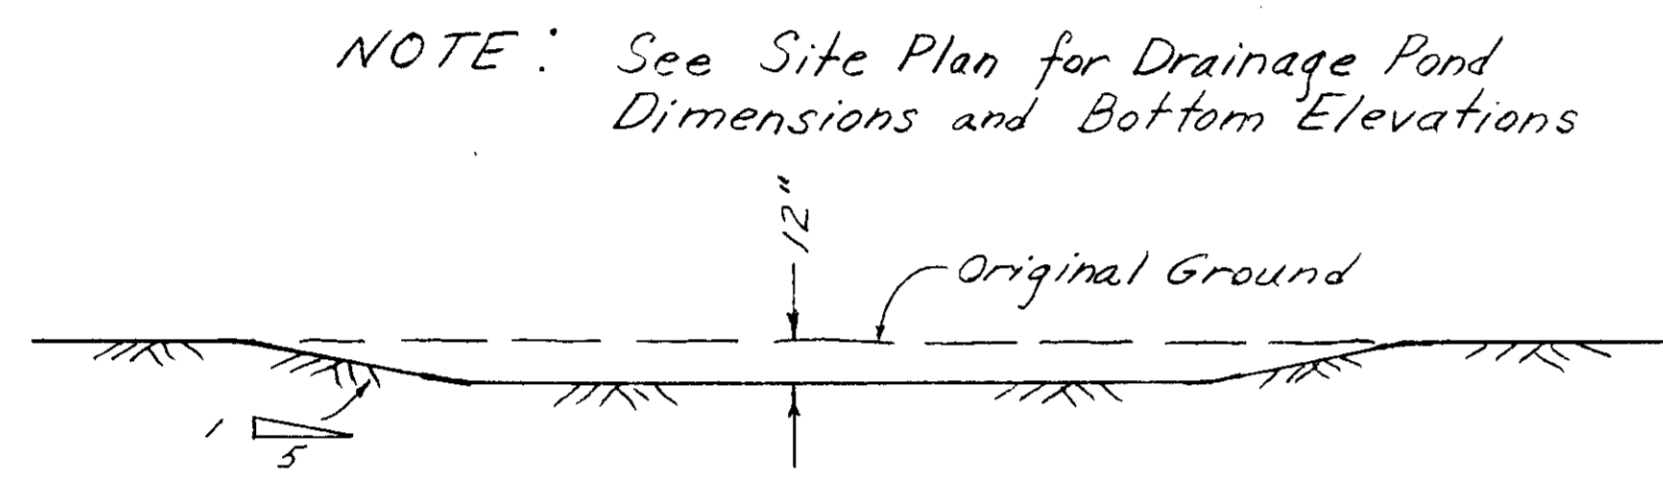 NOTE: See Site Plan for Drainage Pond
Dimensions and Bottom Elevations
12"
Original Ground
1
5